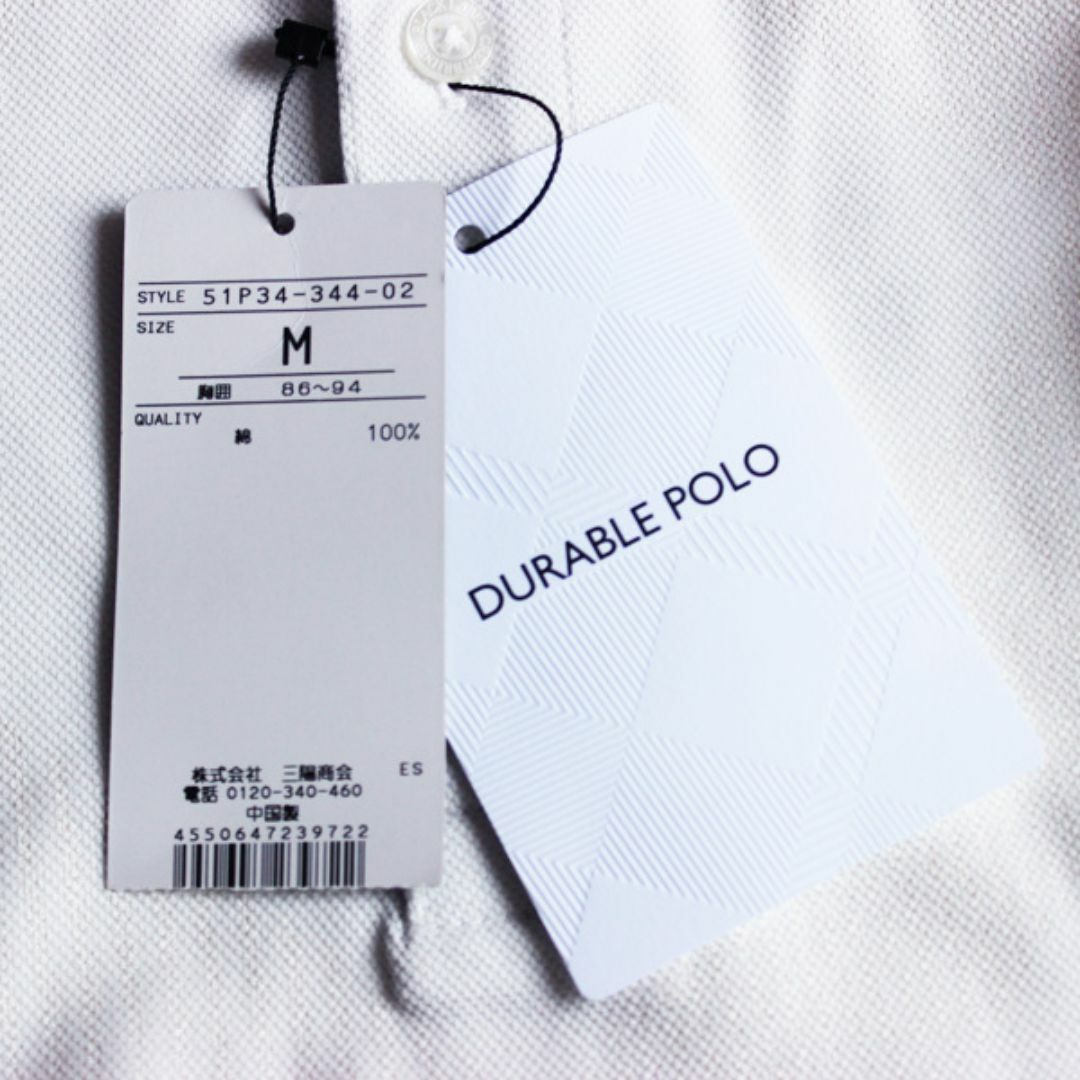 STYLE 51P34-344-02
SIZE
M
胸囲 86～94
QUALITY
綿 100%
株式会社 三陽商会 ES
電話 0120-340-460
中国製
4550647239722
DURABLE POLO